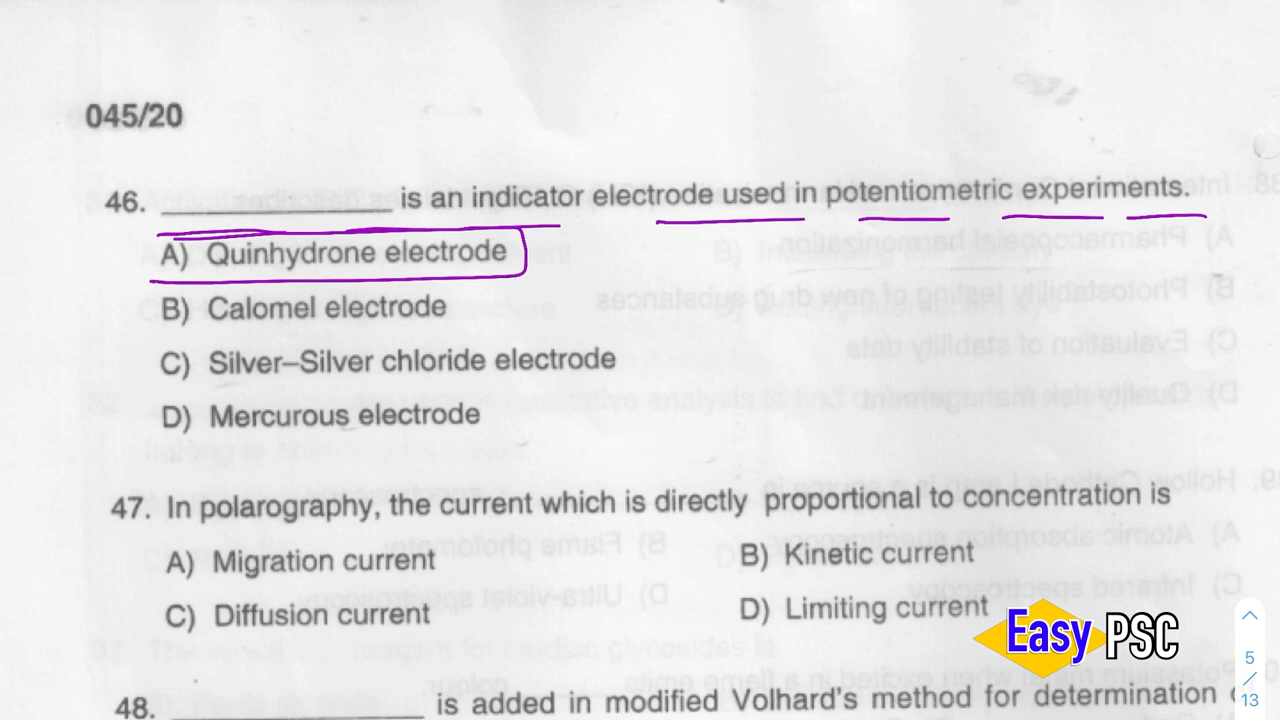 045/20
46. ____________ is an indicator electrode used in potentiometric experiments.
A) Quinhydrone electrode
B) Calomel electrode
C) Silver–Silver chloride electrode
D) Mercurous electrode
47. In polarography, the current which is directly proportional to concentration is
A) Migration current B) Kinetic current
C) Diffusion current D) Limiting current
Easy PSC
5
/
13
48. ____________ is added in modified Volhard's method for determination